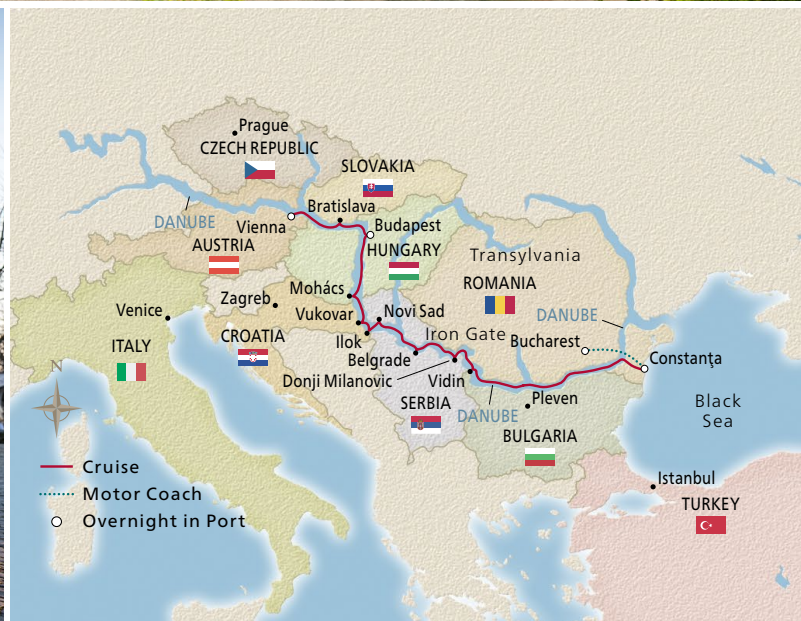 Prague
CZECH REPUBLIC
SLOVAKIA
DANUBE
Bratislava
Vienna
Budapest
AUSTRIA
HUNGARY
Transylvania
ROMANIA
Mohács
Zagreb
Venice
Vukovar
Novi Sad
DANUBE
Iron Gate
Bucharest
CROATIA
ITALY
Ilok
Constanţa
Belgrade
Donji Milanovic
Vidin
N
SERBIA
DANUBE
Pleven
Black
Sea
BULGARIA
Cruise
Istanbul
Motor Coach
TURKEY
Overnight in Port